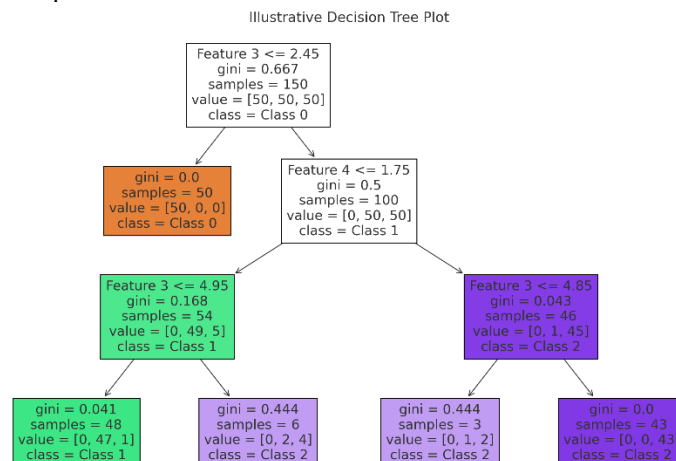 Illustrative Decision Tree Plot
Feature 3 <= 2.45
gini = 0.667
samples = 150
value = [50, 50, 50]
class = Class 0
gini = 0.0
samples = 50
value = [50, 0, 0]
class = Class 0
Feature 4 <= 1.75
gini = 0.5
samples = 100
value = [0, 50, 50]
class = Class 1
Feature 3 <= 4.95
gini = 0.168
samples = 54
value = [0, 49, 5]
class = Class 1
Feature 3 <= 4.85
gini = 0.043
samples = 46
value = [0, 1, 45]
class = Class 2
gini = 0.041
samples = 48
value = [0, 47, 1]
class = Class 1
gini = 0.444
samples = 6
value = [0, 2, 4]
class = Class 2
gini = 0.444
samples = 3
value = [0, 1, 2]
class = Class 2
gini = 0.0
samples = 43
value = [0, 0, 43
class = Class 2